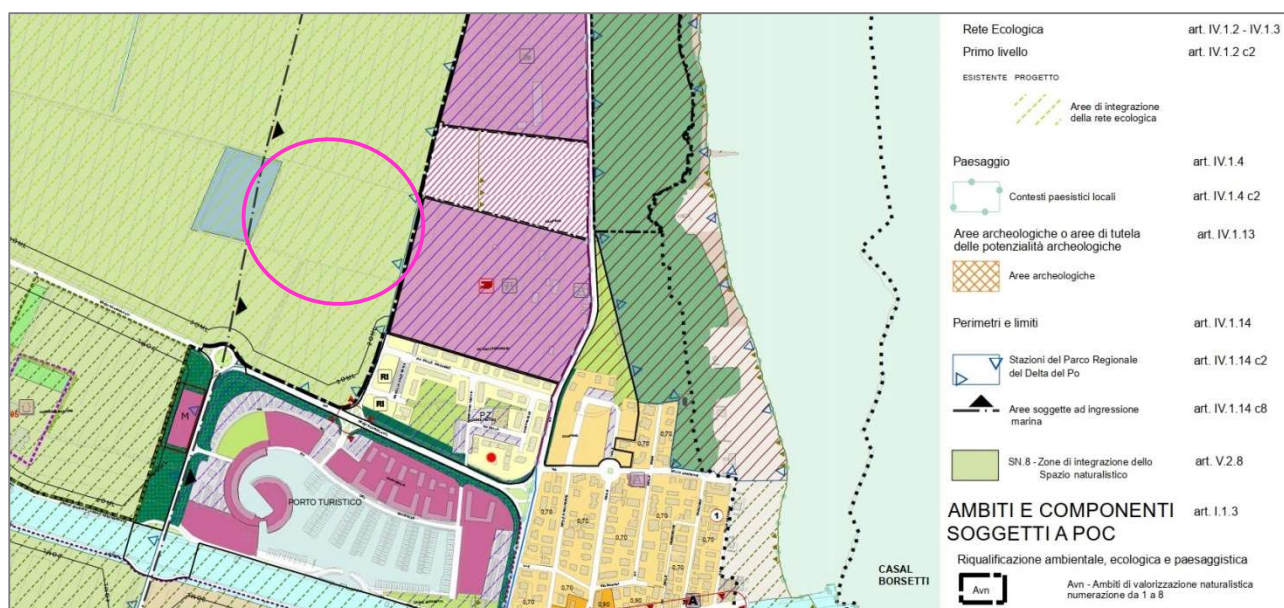 Rete Ecologica art. IV.1.2 - IV.1.3
Primo livello art. IV.1.2 c2
ESISTENTE PROGETTO
Aree di integrazione
della rete ecologica
Paesaggio art. IV.1.4
Contesti paesistici locali art. IV.1.4 c2
Aree archeologiche o aree di tutela
delle potenzialità archeologiche art. IV.1.13
Aree archeologiche
Perimetri e limiti art. IV.1.14
Stazioni del Parco Regionale
del Delta del Po art. IV.1.14 c2
Aree soggette ad ingressione
marina art. IV.1.14 c8
SN.8 - Zone di integrazione dello
Spazio naturalistico art. V.2.8
AMBITI E COMPONENTI
SOGGETTI A POC art. I.1.3
Riqualificazione ambientale, ecologica e paesaggistica
Avn
Avn - Ambiti di valorizzazione naturalistica
numerazione da 1 a 8
RI
RI
M
PZ
PORTO TURISTICO
0,70
0,70
0,70
0,70
0,70
0,70
0,70
0,90
0,90
1
A
CASAL
BORSETTI